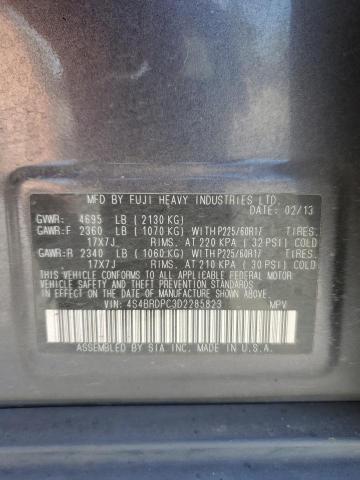 MFD. BY FUJI HEAVY INDUSTRIES LTD.
DATE: 02/13
GVWR: 4695 LB ( 2130 KG)
GAWR:F 2360 LB ( 1070 KG) WITH P225/60R17 TIRES.
17X7J RIMS. AT 220 KPA ( 32 PSI) COLD
GAWR:R 2340 LB ( 1060 KG) WITH P225/60R17 TIRES.
17X7J RIMS. AT 210 KPA ( 30 PSI) COLD
THIS VEHICLE CONFORMS TO ALL APPLICABLE FEDERAL
MOTOR VEHICLE SAFETY STANDARDS IN EFFECT ON THE
DATE OF MANUFACTURE SHOWN ABOVE.
VIN: 4S4BRDPC3D2285823 MPV
ASSEMBLED BY SIA INC. MADE IN U.S.A.